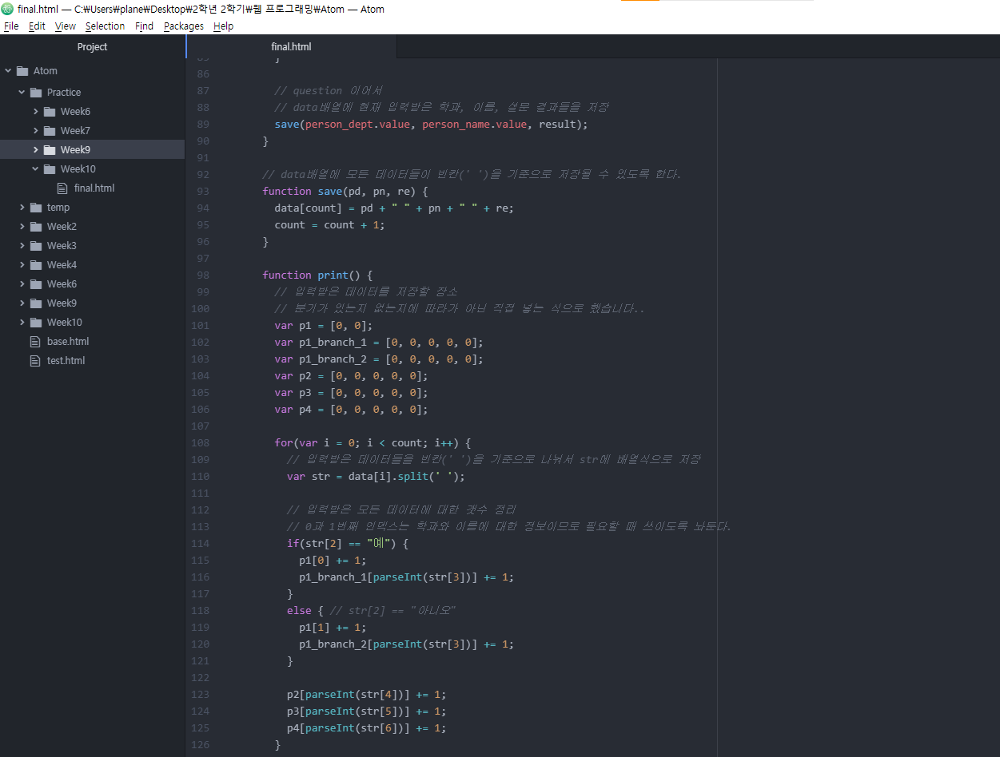 final.html — C:₩Users₩plane₩Desktop₩2학년 2학기₩웹 프로그래밍₩Atom — Atom
File Edit View Selection Find Packages Help
Project
Atom
Practice
Week6
Week7
Week9
Week10
final.html
temp
Week2
Week3
Week4
Week6
Week9
Week10
base.html
test.html
final.html
85 }
86
87 // question 이어서
88 // data배열에 현재 입력받은 학과, 이름, 설문 결과들을 저장
89 save(person_dept.value, person_name.value, result);
90 }
91
92 // data배열에 모든 데이터들이 빈칸(' ')을 기준으로 저장될 수 있도록 한다.
93 function save(pd, pn, re) {
94 data[count] = pd + " " + pn + " " + re;
95 count = count + 1;
96 }
97
98 function print() {
99 // 입력받은 데이터를 저장할 장소
100 // 분기가 있는지 없는지에 따라가 아닌 직접 넣는 식으로 했습니다..
101 var p1 = [0, 0];
102 var p1_branch_1 = [0, 0, 0, 0, 0];
103 var p1_branch_2 = [0, 0, 0, 0, 0];
104 var p2 = [0, 0, 0, 0, 0];
105 var p3 = [0, 0, 0, 0, 0];
106 var p4 = [0, 0, 0, 0, 0];
107
108 for(var i = 0; i < count; i++) {
109 // 입력받은 데이터들을 빈칸(' ')을 기준으로 나눠서 str에 배열식으로 저장
110 var str = data[i].split(' ');
111
112 // 입력받은 모든 데이터에 대한 갯수 정리
113 // 0과 1번째 인덱스는 학과와 이름에 대한 정보이므로 필요할 때 쓰이도록 놔둔다.
114 if(str[2] == "예") {
115 p1[0] += 1;
116 p1_branch_1[parseInt(str[3])] += 1;
117 }
118 else { // str[2] == "아니오"
119 p1[1] += 1;
120 p1_branch_2[parseInt(str[3])] += 1;
121 }
122
123 p2[parseInt(str[4])] += 1;
124 p3[parseInt(str[5])] += 1;
125 p4[parseInt(str[6])] += 1;
126 }